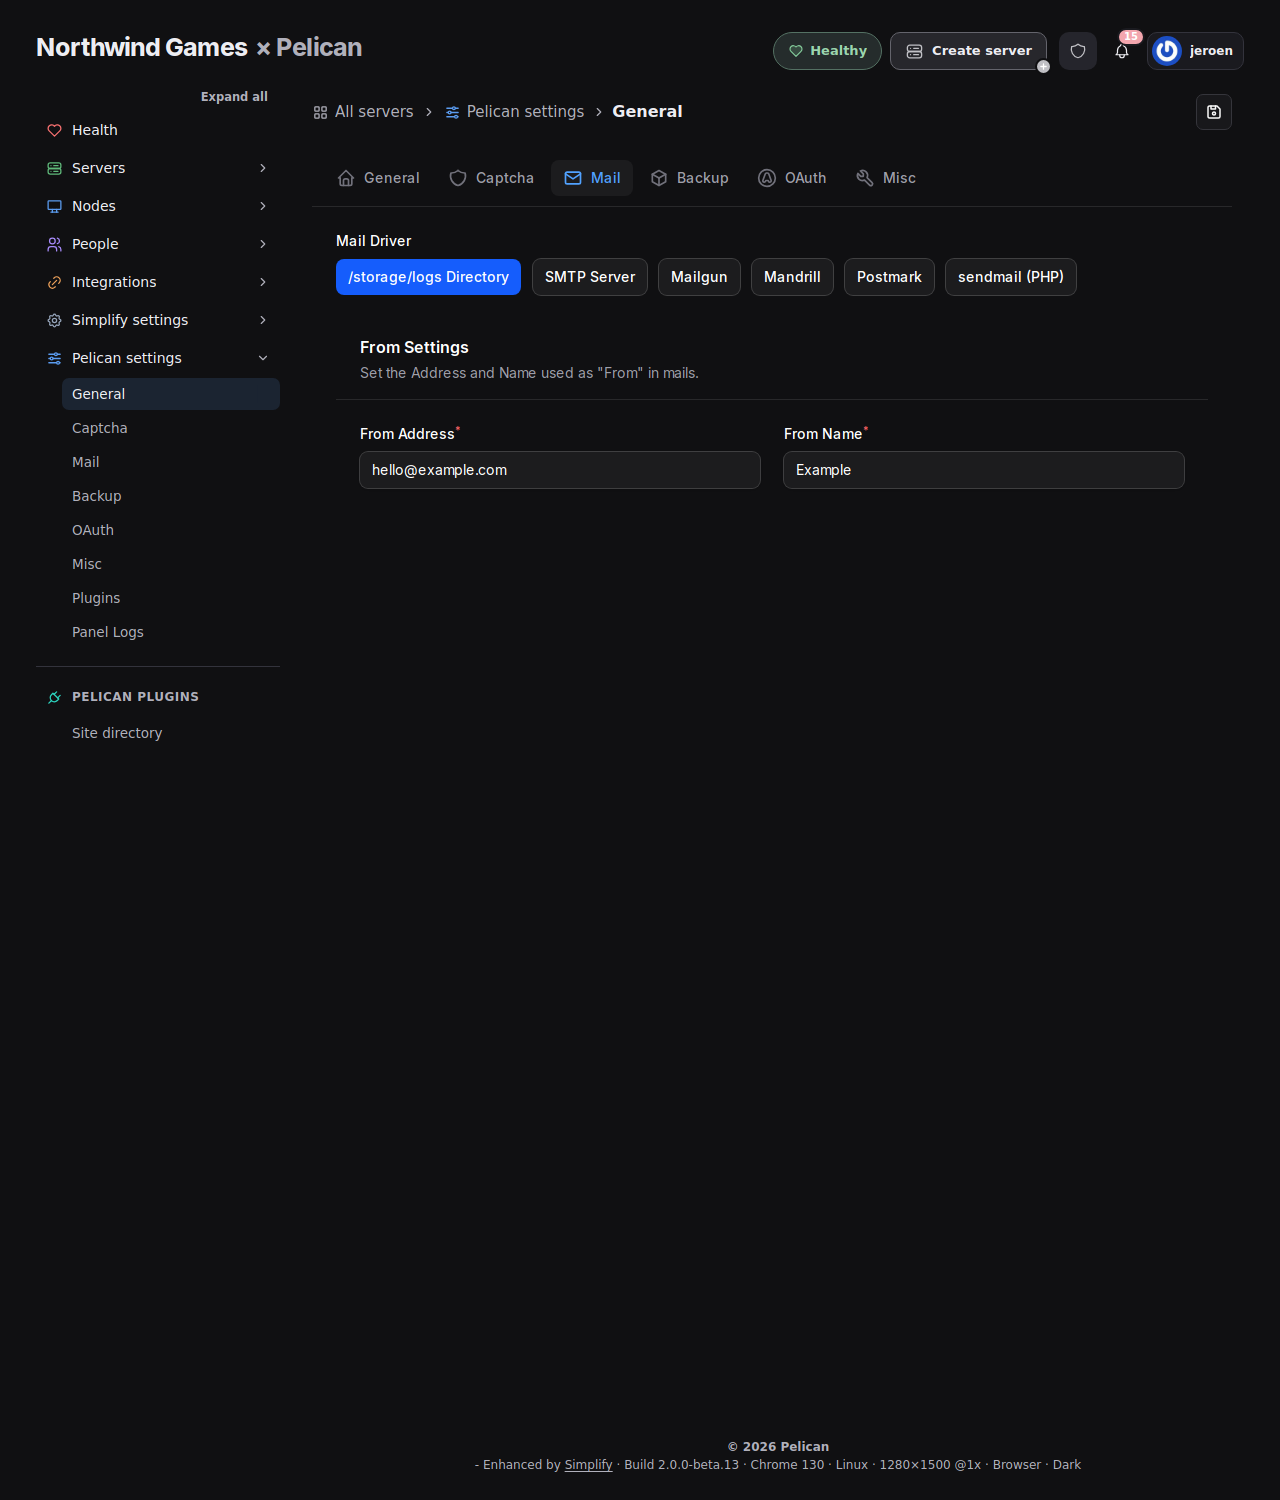 Northwind Games × Pelican
Healthy
Create server
15
jeroen
Expand all
Health
Servers
Nodes
People
Integrations
Simplify settings
Pelican settings
General
Captcha
Mail
Backup
OAuth
Misc
Plugins
Panel Logs
PELICAN PLUGINS
Site directory
All servers > Pelican settings > General
General Captcha Mail Backup OAuth Misc
Mail Driver
/storage/logs Directory SMTP Server Mailgun Mandrill Postmark sendmail (PHP)
From Settings
Set the Address and Name used as "From" in mails.
From Address* From Name*
hello@example.com Example
© 2026 Pelican
- Enhanced by Simplify · Build 2.0.0-beta.13 · Chrome 130 · Linux · 1280×1500 @1x · Browser · Dark